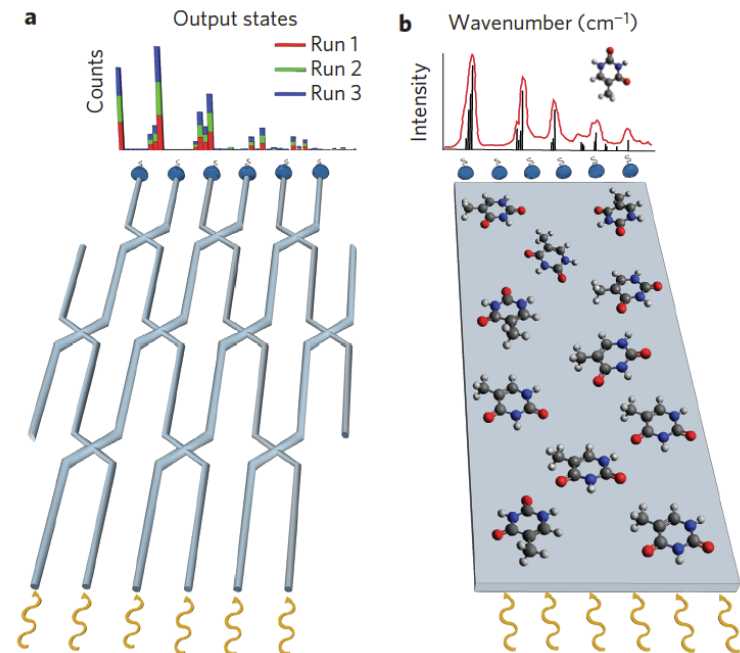 a
Output states
Counts
Run 1
Run 2
Run 3
b
Wavenumber (cm⁻¹)
Intensity